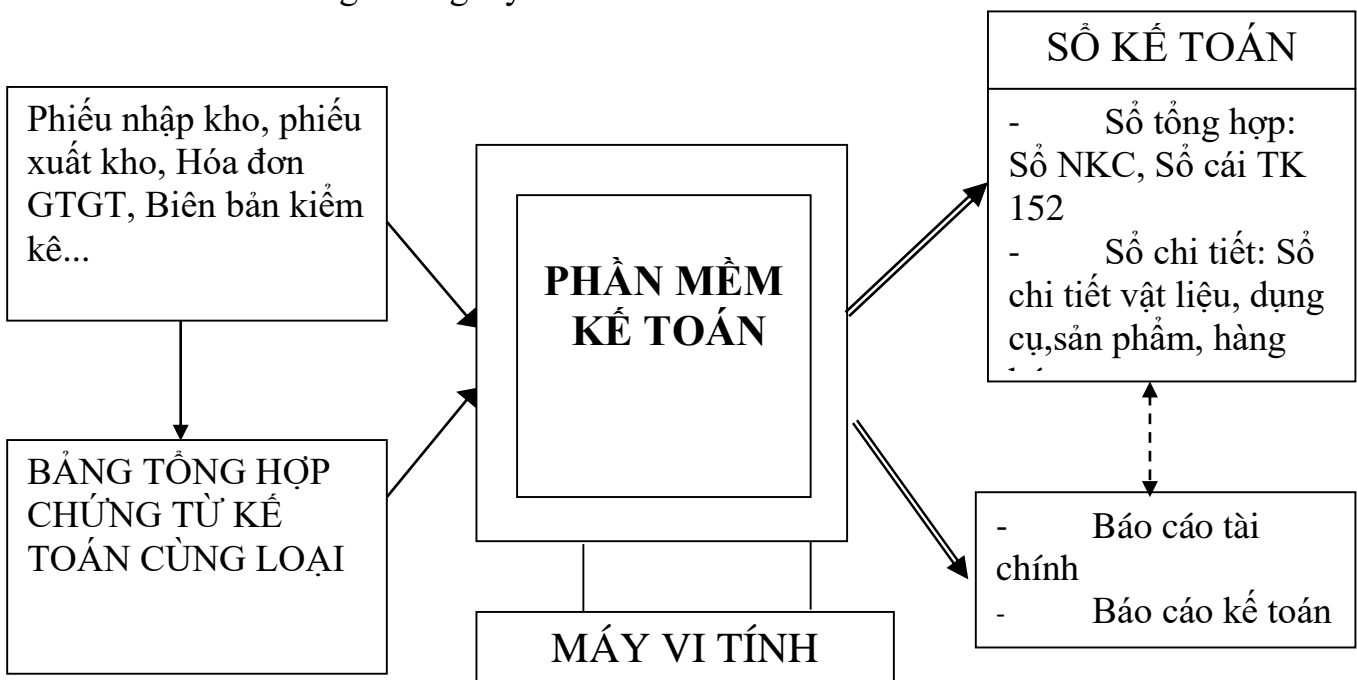 SỔ KẾ TOÁN
Phiếu nhập kho, phiếu
xuất kho, Hóa đơn
GTGT, Biên bản kiểm
kê...
- Sổ tổng hợp:
Sổ NKC, Sổ cái TK
152
- Sổ chi tiết: Sổ
chi tiết vật liệu, dụng
cụ,sản phẩm, hàng
PHẦN MỀM
KẾ TOÁN
BẢNG TỔNG HỢP
CHỨNG TỪ KẾ
TOÁN CÙNG LOẠI
- Báo cáo tài
chính
- Báo cáo kế toán
MÁY VI TÍNH